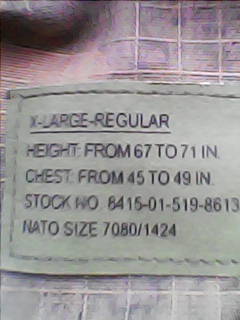 X-LARGE-REGULAR
HEIGHT: FROM 67 TO 71 IN.
CHEST: FROM 45 TO 49 IN.
STOCK NO. 8415-01-519-8613
NATO SIZE 7080/1424